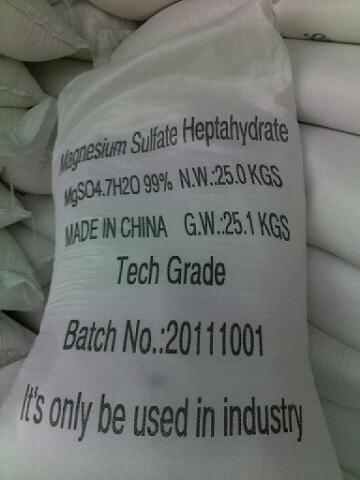 Magnesium Sulfate Heptahydrate
MgSO4.7H2O 99% N.W.:25.0 KGS
MADE IN CHINA G.W.:25.1 KGS
Tech Grade
Batch No.:20111001
It's only be used in industry